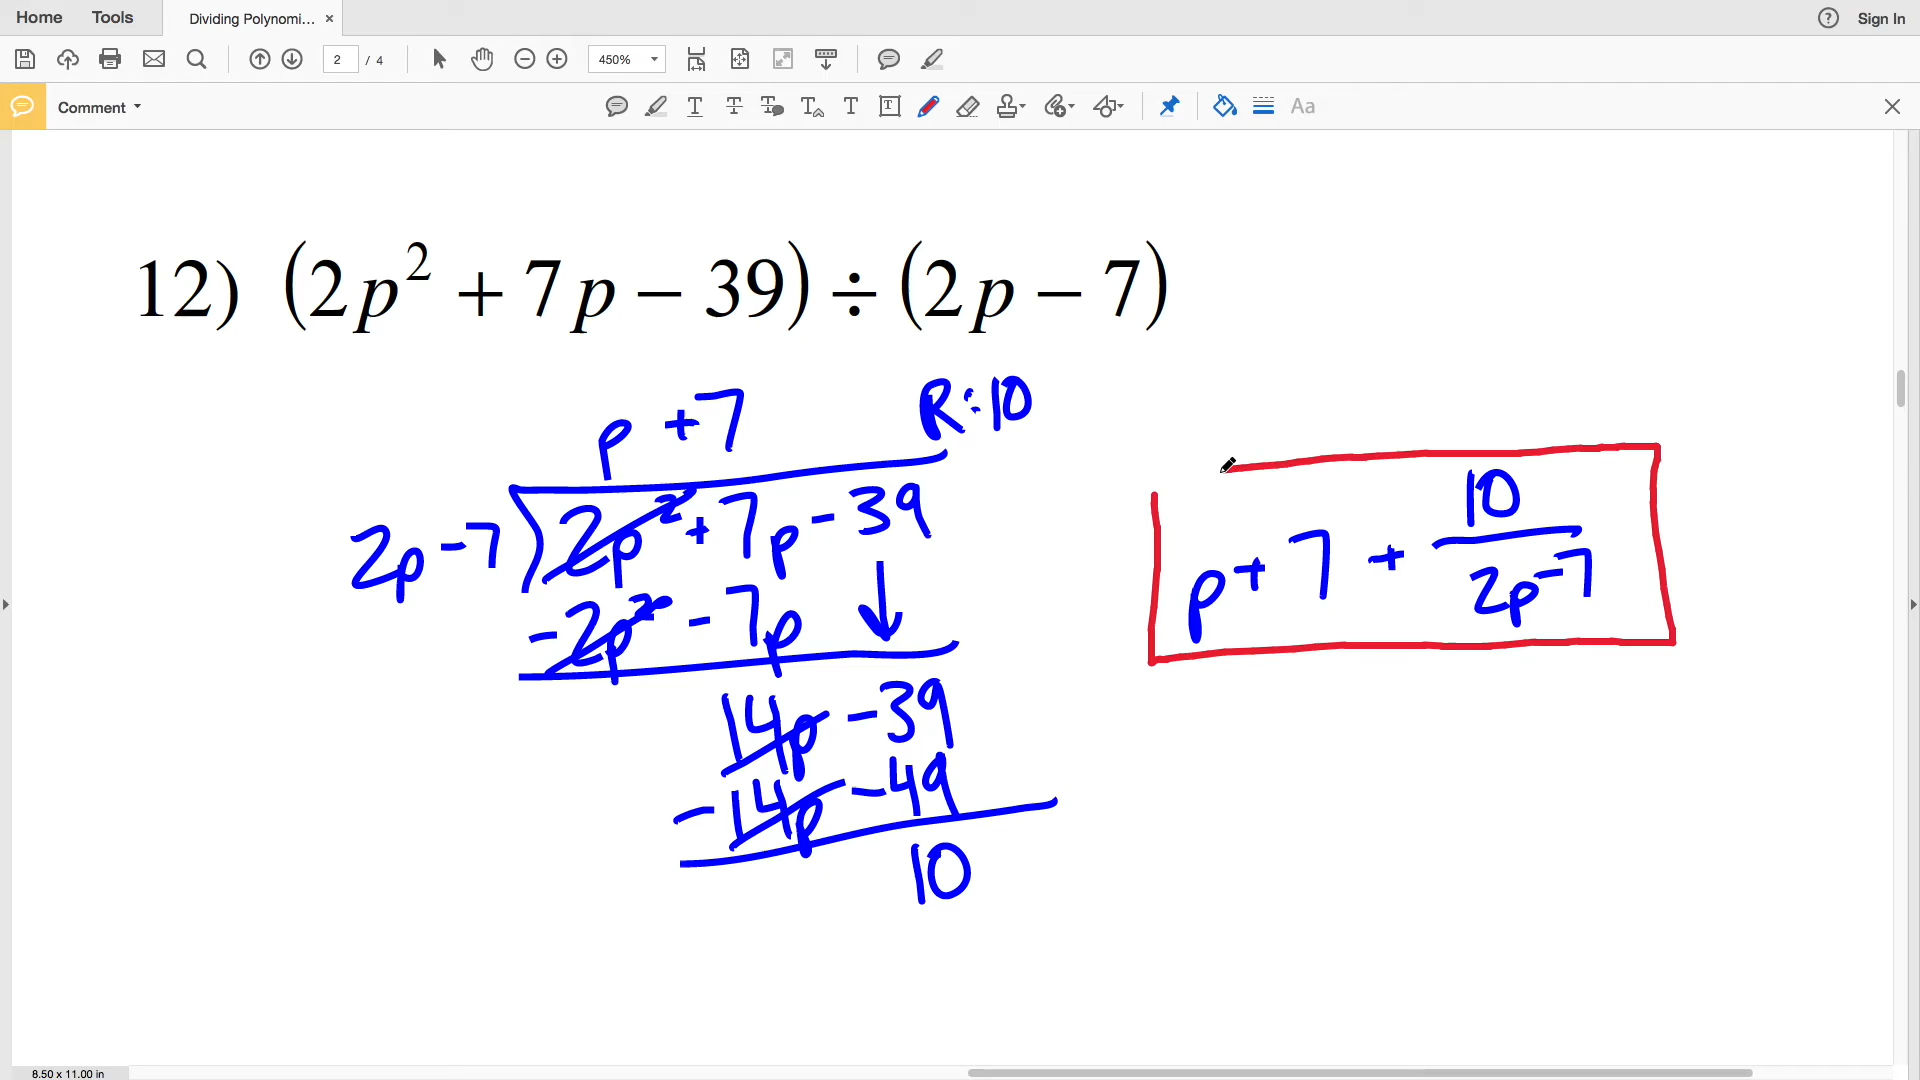 Home Tools Dividing Polynomi... × ? Sign In
2 / 4 450%
Comment T T T T T T Aa
12) (2p² + 7p − 39) ÷ (2p − 7)
p + 7 R:10
2p − 7 2p² + 7p − 39
− 2p² − 7p
14p − 39
− 14p − 49
10
p + 7 + 10/(2p − 7)
8.50 x 11.00 in